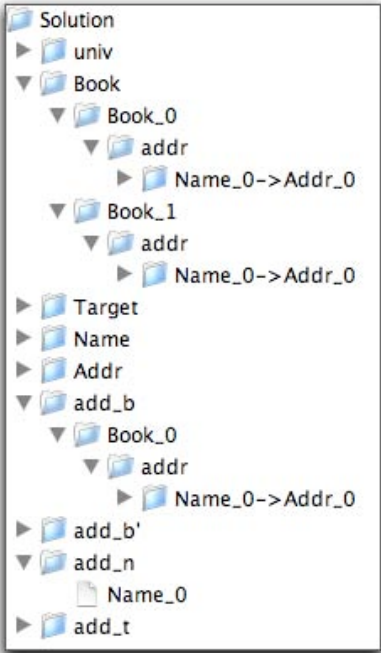 Solution
univ
Book
Book_0
addr
Name_0->Addr_0
Book_1
addr
Name_0->Addr_0
Target
Name
Addr
add_b
Book_0
addr
Name_0->Addr_0
add_b'
add_n
Name_0
add_t